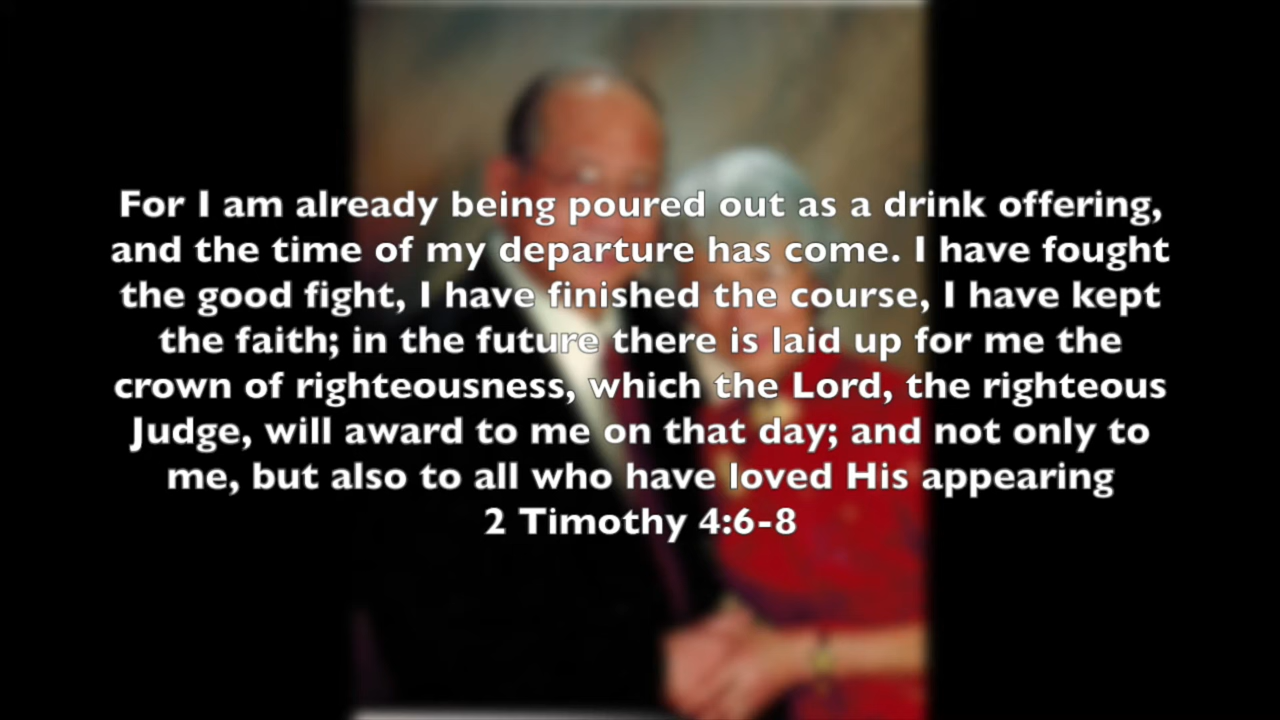 For I am already being poured out as a drink offering,
and the time of my departure has come. I have fought
the good fight, I have finished the course, I have kept
the faith; in the future there is laid up for me the
crown of righteousness, which the Lord, the righteous
Judge, will award to me on that day; and not only to
me, but also to all who have loved His appearing
2 Timothy 4:6-8